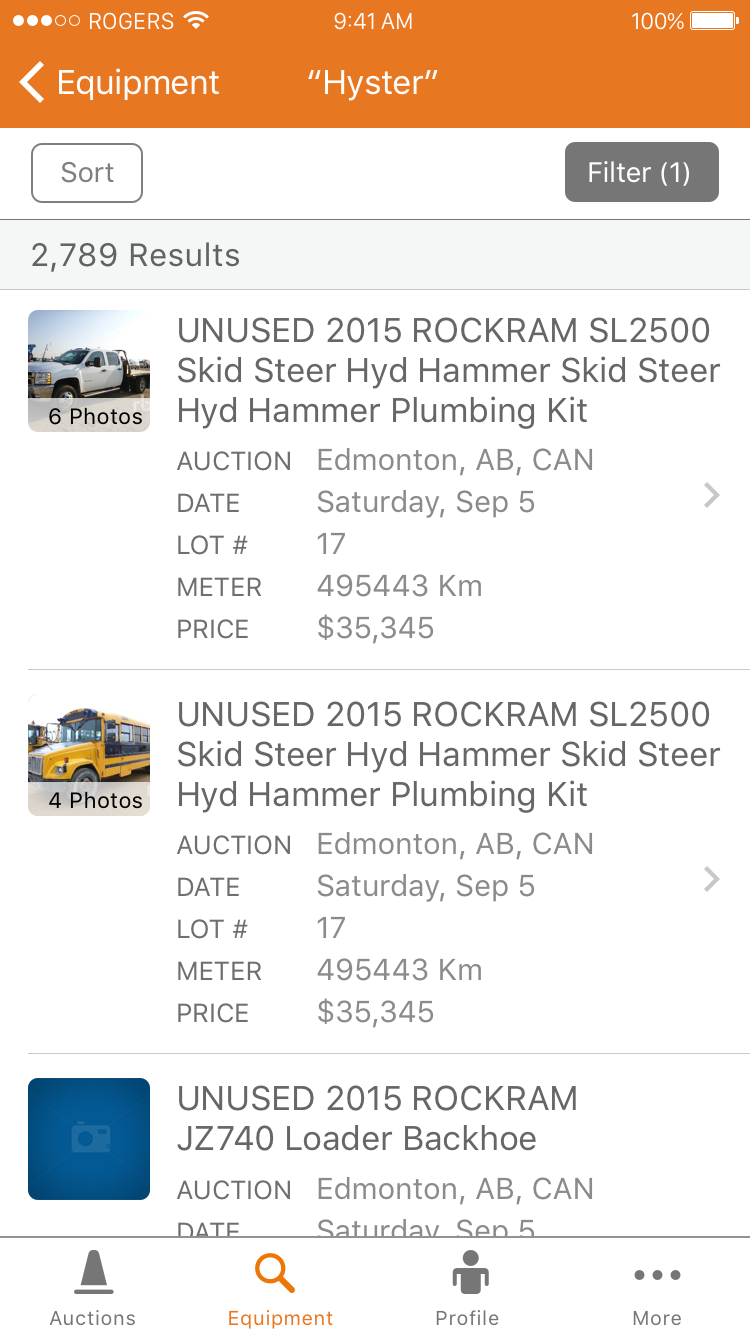 ROGERS 9:41 AM 100%
Equipment “Hyster”
Sort Filter (1)
2,789 Results
UNUSED 2015 ROCKRAM SL2500
Skid Steer Hyd Hammer Skid Steer
Hyd Hammer Plumbing Kit
6 Photos
AUCTION Edmonton, AB, CAN
DATE Saturday, Sep 5
LOT # 17
METER 495443 Km
PRICE $35,345
UNUSED 2015 ROCKRAM SL2500
Skid Steer Hyd Hammer Skid Steer
Hyd Hammer Plumbing Kit
4 Photos
AUCTION Edmonton, AB, CAN
DATE Saturday, Sep 5
LOT # 17
METER 495443 Km
PRICE $35,345
UNUSED 2015 ROCKRAM
JZ740 Loader Backhoe
AUCTION Edmonton, AB, CAN
DATE Saturday, Sep 5
Auctions Equipment Profile More